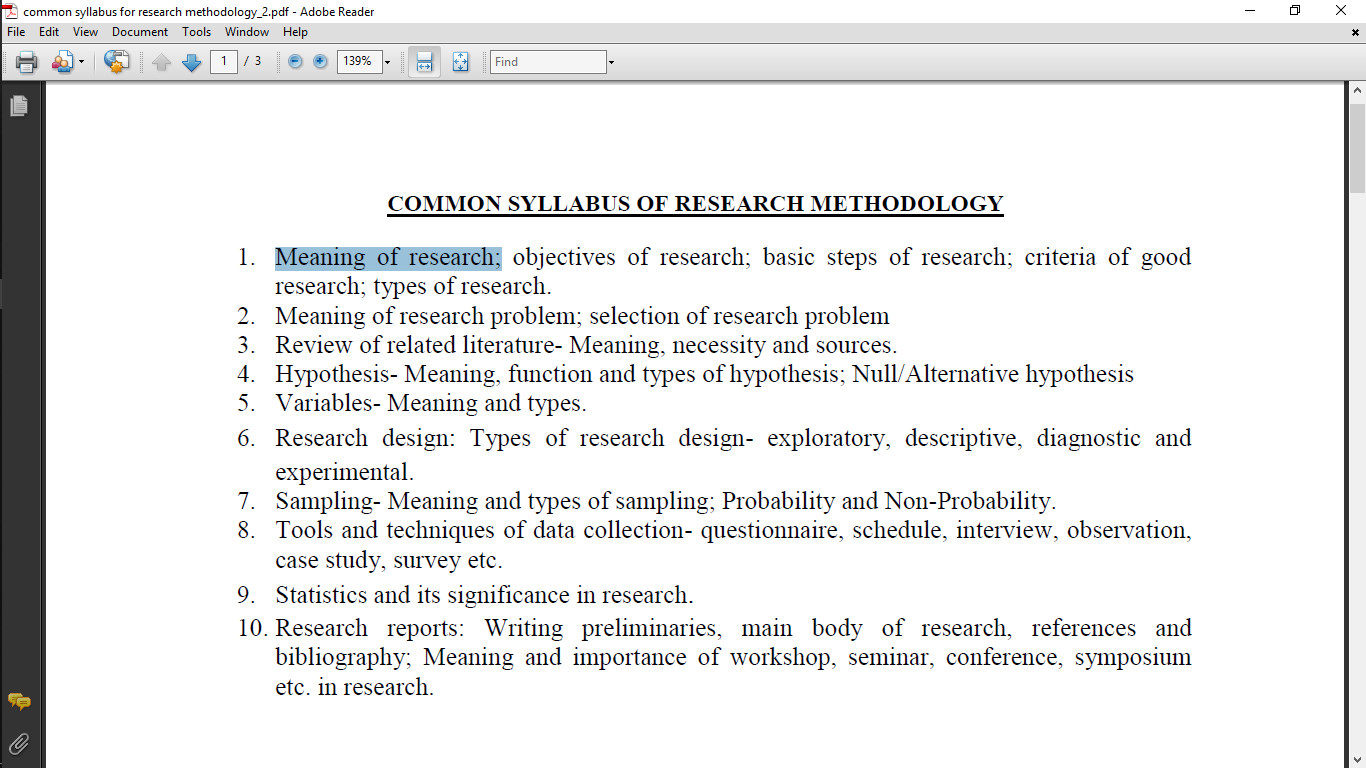 common syllabus for research methodology_2.pdf - Adobe Reader
File Edit View Document Tools Window Help
1 / 3 139% Find
COMMON SYLLABUS OF RESEARCH METHODOLOGY
1. Meaning of research; objectives of research; basic steps of research; criteria of good
research; types of research.
2. Meaning of research problem; selection of research problem
3. Review of related literature- Meaning, necessity and sources.
4. Hypothesis- Meaning, function and types of hypothesis; Null/Alternative hypothesis
5. Variables- Meaning and types.
6. Research design: Types of research design- exploratory, descriptive, diagnostic and
experimental.
7. Sampling- Meaning and types of sampling; Probability and Non-Probability.
8. Tools and techniques of data collection- questionnaire, schedule, interview, observation,
case study, survey etc.
9. Statistics and its significance in research.
10. Research reports: Writing preliminaries, main body of research, references and
bibliography; Meaning and importance of workshop, seminar, conference, symposium
etc. in research.